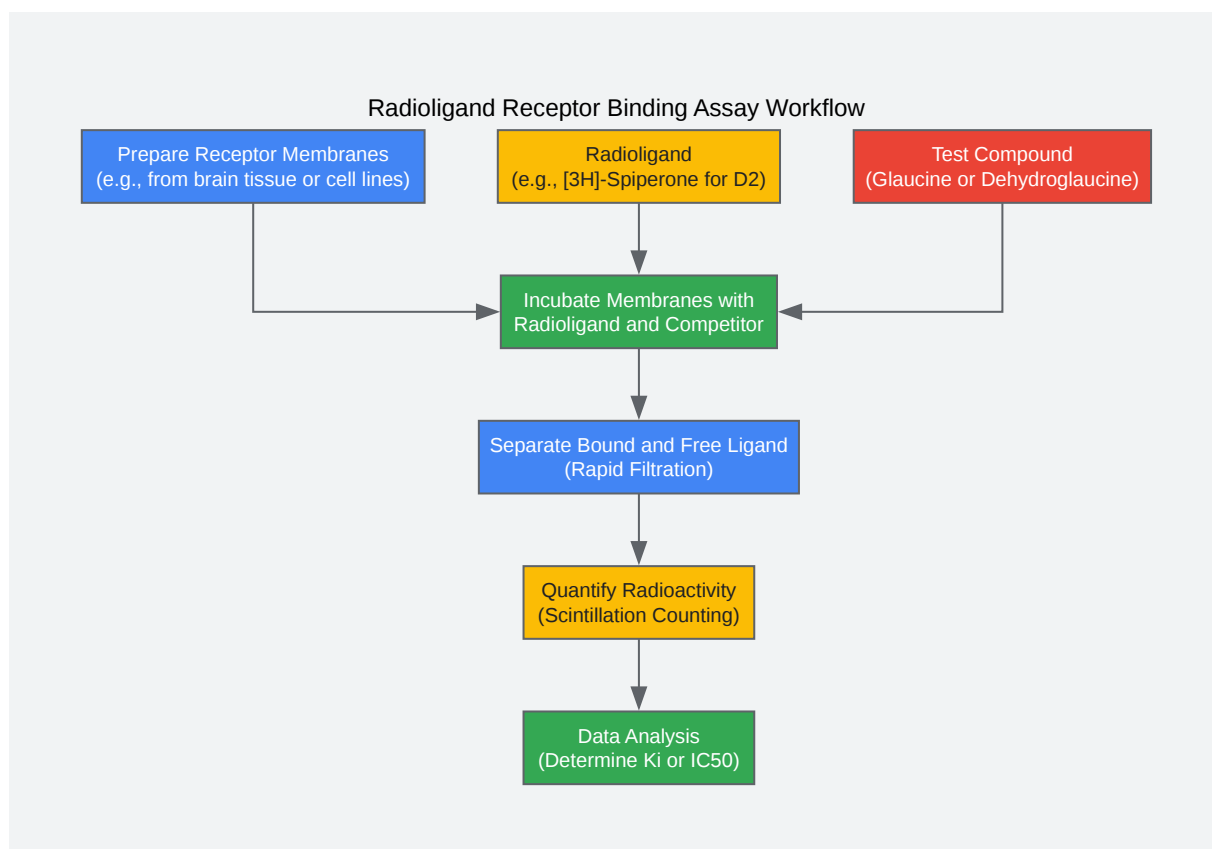 Radioligand Receptor Binding Assay Workflow
Prepare Receptor Membranes
(e.g., from brain tissue or cell lines)
Radioligand
(e.g., [3H]-Spiperone for D2)
Test Compound
(Glaucine or Dehydroglaucine)
Incubate Membranes with
Radioligand and Competitor
Separate Bound and Free Ligand
(Rapid Filtration)
Quantify Radioactivity
(Scintillation Counting)
Data Analysis
(Determine Ki or IC50)